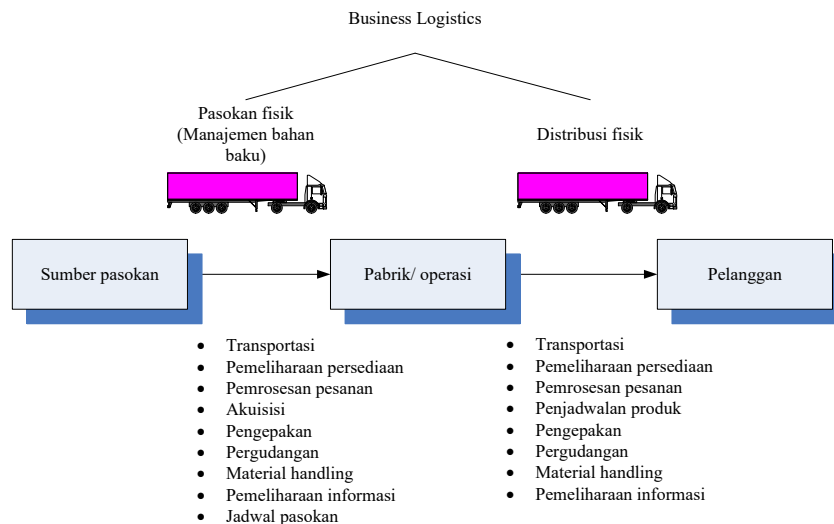 Business Logistics
Pasokan fisik
(Manajemen bahan
baku)
Distribusi fisik
Sumber pasokan
Pabrik/ operasi
Pelanggan
• Transportasi
• Pemeliharaan persediaan
• Pemrosesan pesanan
• Akuisisi
• Pengepakan
• Pergudangan
• Material handling
• Pemeliharaan informasi
• Jadwal pasokan
• Transportasi
• Pemeliharaan persediaan
• Pemrosesan pesanan
• Penjadwalan produk
• Pengepakan
• Pergudangan
• Material handling
• Pemeliharaan informasi